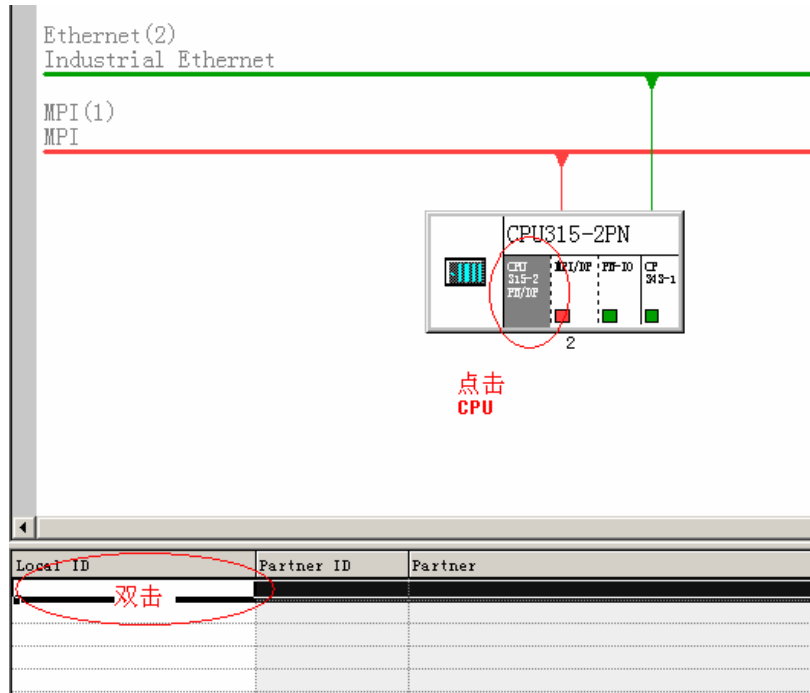 Ethernet(2)
Industrial Ethernet
MPI(1)
MPI
CPU315-2PN
CPU
315-2
PN/DP
MPI/DP
PN-IO
CP
343-1
2
点击
CPU
Local ID
Partner ID
Partner
双击